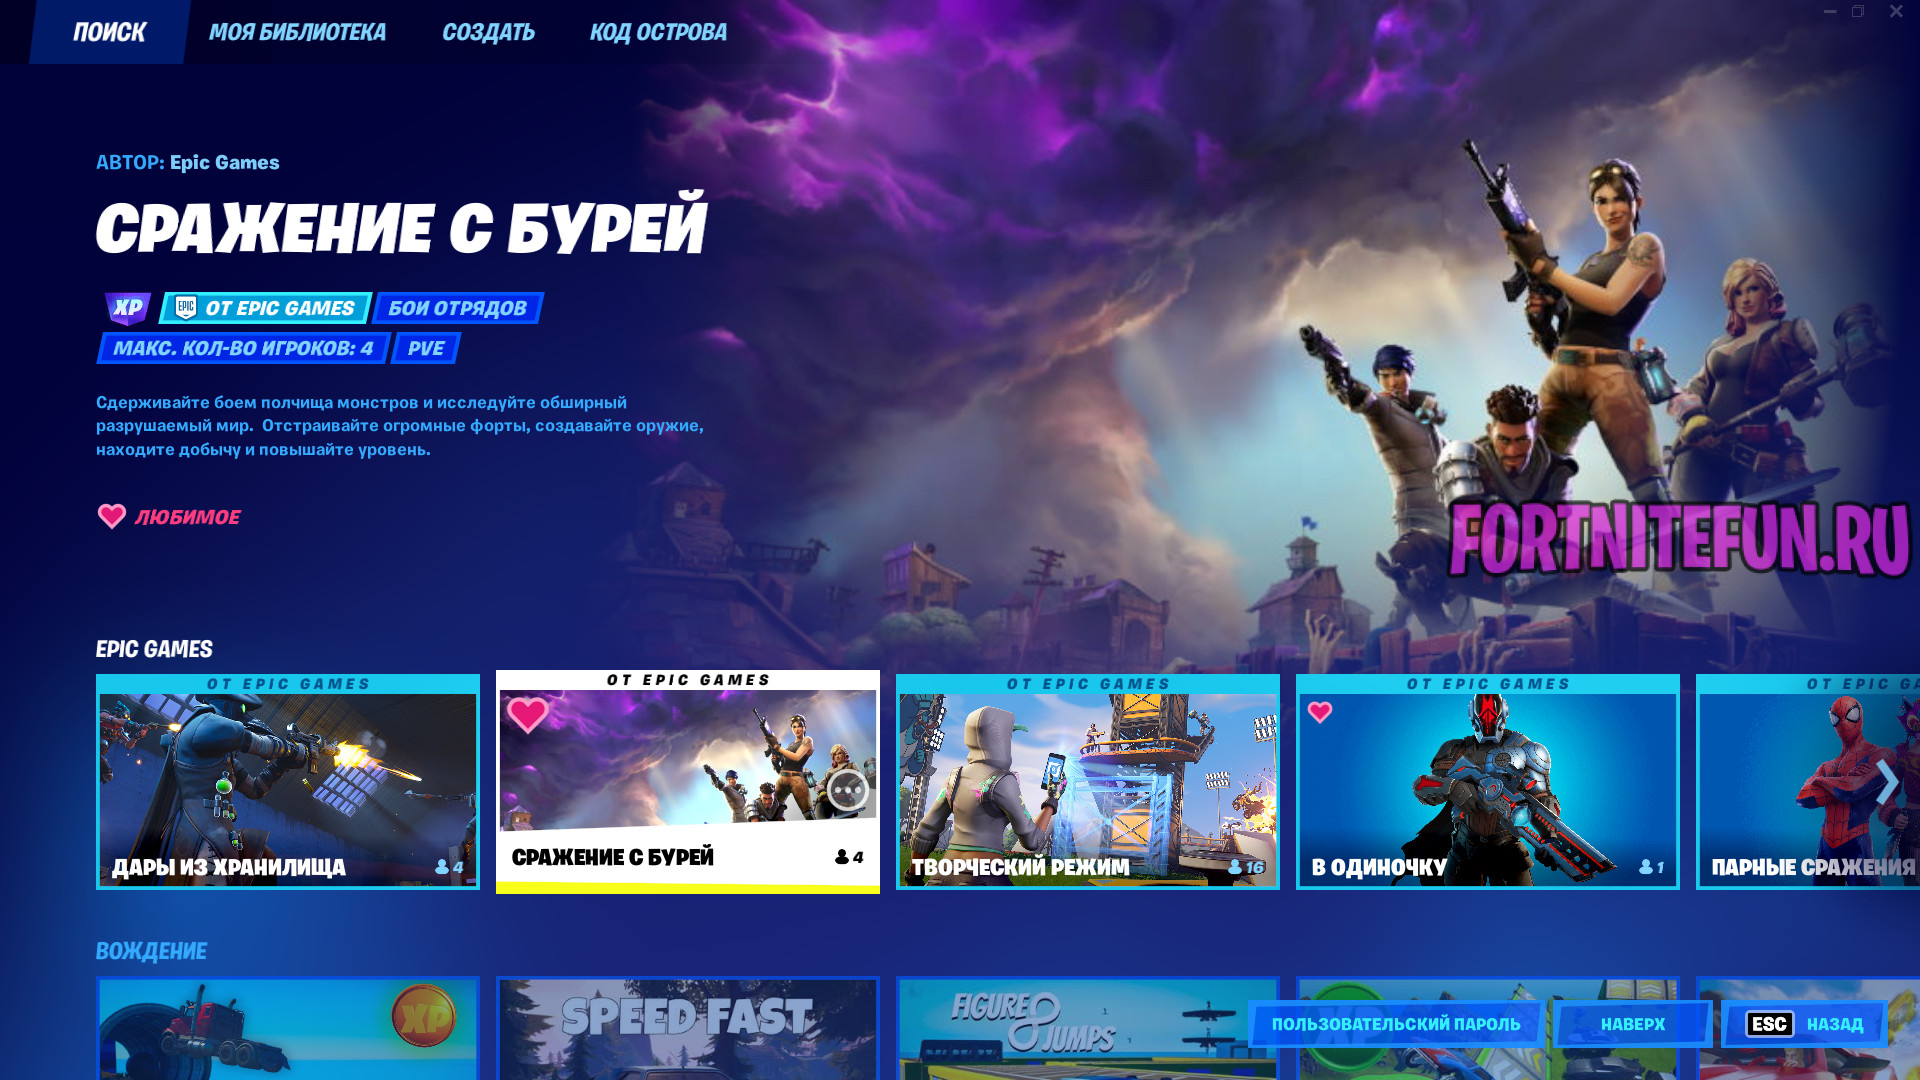 ПОИСК
МОЯ БИБЛИОТЕКА
СОЗДАТЬ
КОД ОСТРОВА
АВТОР: Epic Games
СРАЖЕНИЕ С БУРЕЙ
XP
EPIC
ОТ EPIC GAMES
БОИ ОТРЯДОВ
МАКС. КОЛ-ВО ИГРОКОВ: 4
PVE
Сдерживайте боем полчища монстров и исследуйте обширный
разрушаемый мир. Отстраивайте огромные форты, создавайте оружие,
находите добычу и повышайте уровень.
ЛЮБИМОЕ
FORTNITEFUN.RU
EPIC GAMES
ОТ EPIC GAMES
ДАРЫ ИЗ ХРАНИЛИЩА
4
ОТ EPIC GAMES
СРАЖЕНИЕ С БУРЕЙ
4
ОТ EPIC GAMES
ТВОРЧЕСКИЙ РЕЖИМ
16
ОТ EPIC GAMES
В ОДИНОЧКУ
1
ОТ EPIC GA
ПАРНЫЕ СРАЖЕНИЯ
ВОЖДЕНИЕ
XP
SPEED FAST
FIGURE 8
JUMPS
ПОЛЬЗОВАТЕЛЬСКИЙ ПАРОЛЬ
НАВЕРХ
ESC НАЗАД